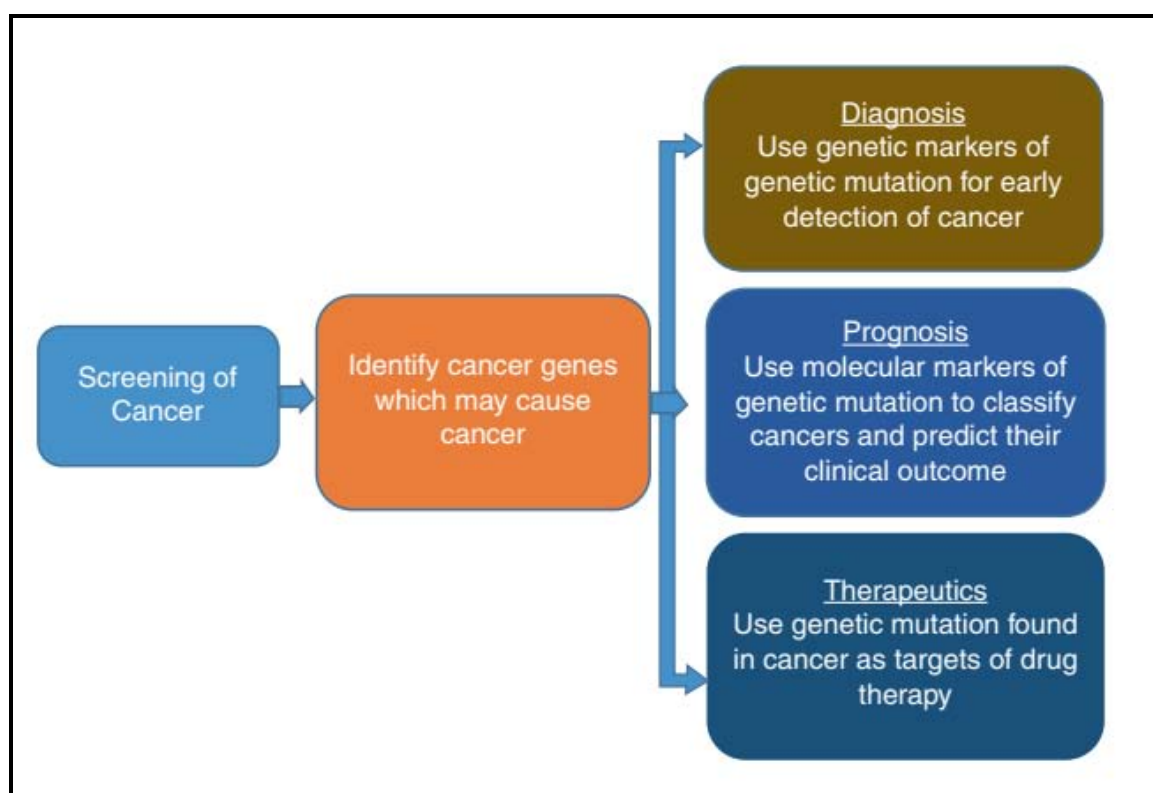 Screening of
Cancer
Identify cancer genes
which may cause
cancer
Diagnosis
Use genetic markers of
genetic mutation for early
detection of cancer
Prognosis
Use molecular markers of
genetic mutation to classify
cancers and predict their
clinical outcome
Therapeutics
Use genetic mutation found
in cancer as targets of drug
therapy